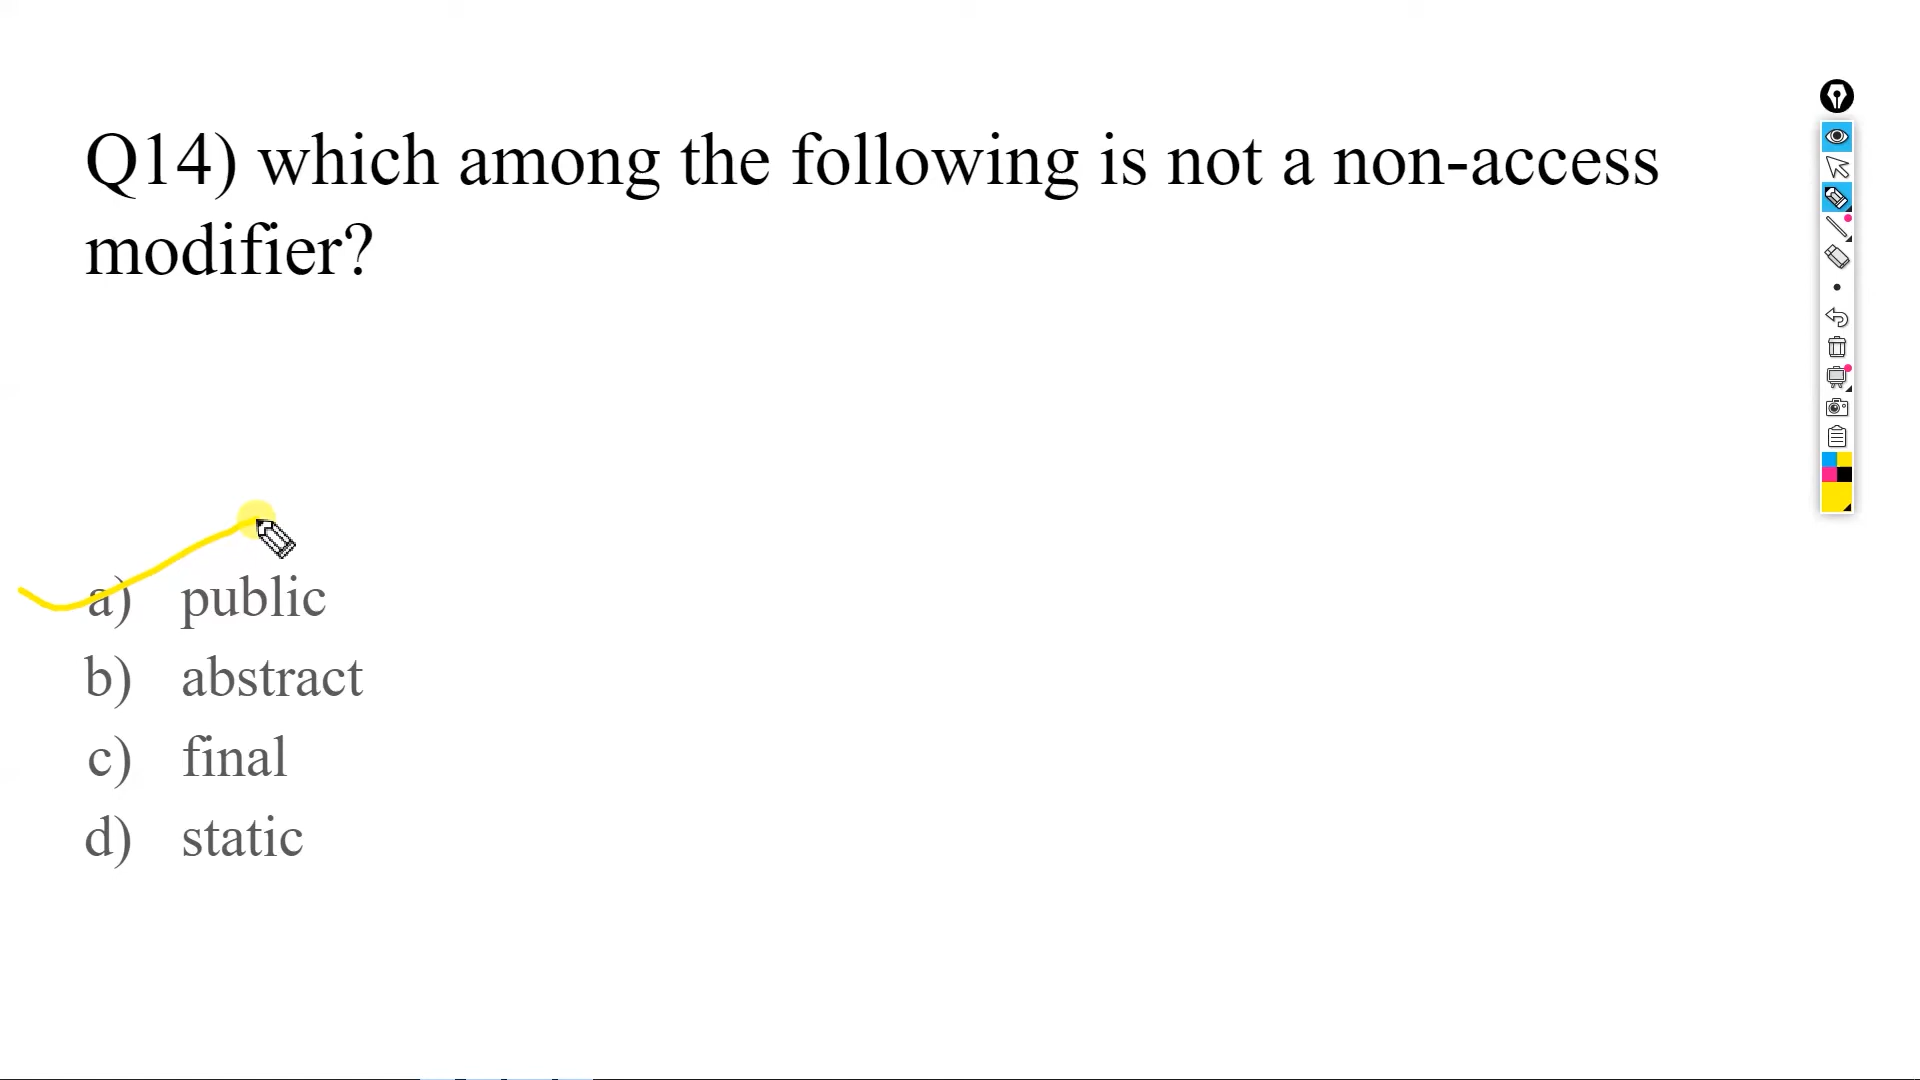 Q14) which among the following is not a non-access
modifier?
a) public
b) abstract
c) final
d) static